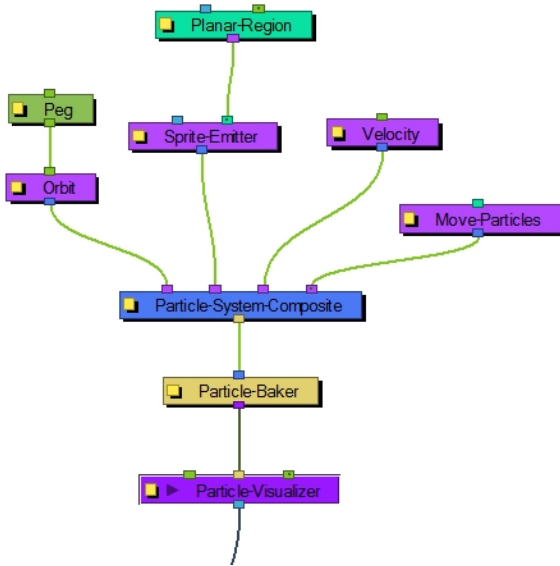 Planar-Region
Peg
Sprite-Emitter
Velocity
Orbit
Move-Particles
Particle-System-Composite
Particle-Baker
Particle-Visualizer